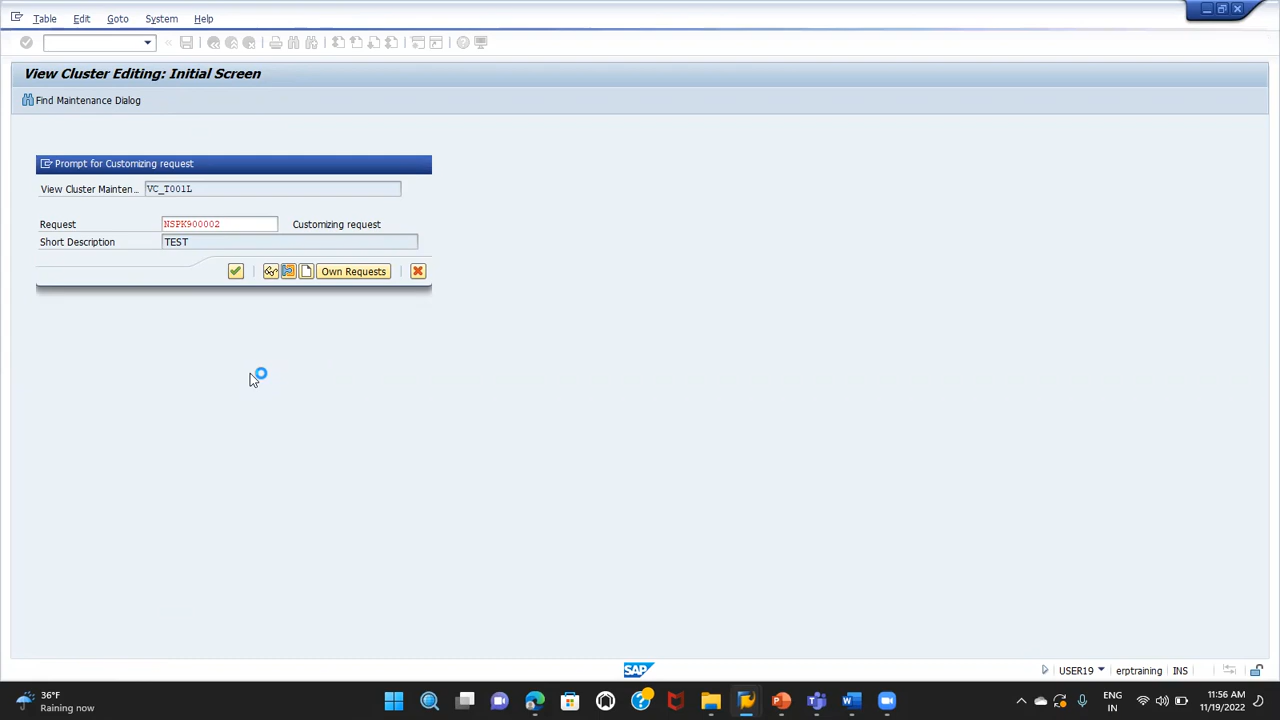 Table Edit Goto System Help
View Cluster Editing: Initial Screen
Find Maintenance Dialog
Prompt for Customizing request
View Cluster Mainten... VC_T001L
Request NSPK900002 Customizing request
Short Description TEST
Own Requests
SAP
USER19 erptraining INS
36°F
Raining now
ENG
IN
11:56 AM
11/19/2022